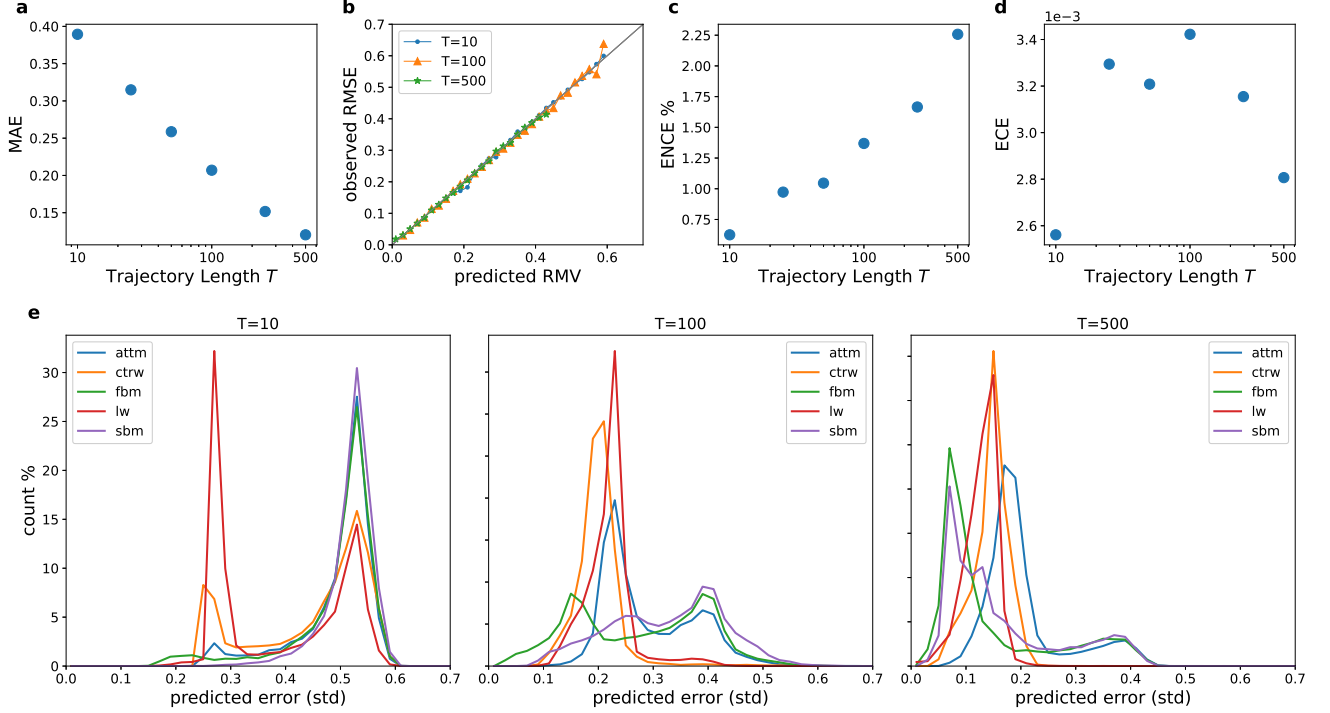 a
0.40
0.35
0.30
0.25
0.20
0.15
MAE
10
100
500
Trajectory Length T
b
0.7
0.6
0.5
0.4
0.3
0.2
0.1
0.0
observed RMSE
T=10
T=100
T=500
0.0
0.2
0.4
0.6
predicted RMV
c
2.25
2.00
1.75
1.50
1.25
1.00
0.75
ENCE %
10
100
500
Trajectory Length T
d
1e−3
3.4
3.2
3.0
2.8
2.6
ECE
10
100
500
Trajectory Length T
e
T=10
attm
ctrw
fbm
lw
sbm
30
25
20
15
10
5
0
count %
0.0 0.1 0.2 0.3 0.4 0.5 0.6 0.7
predicted error (std)
T=100
attm
ctrw
fbm
lw
sbm
0.0 0.1 0.2 0.3 0.4 0.5 0.6 0.7
predicted error (std)
T=500
attm
ctrw
fbm
lw
sbm
0.0 0.1 0.2 0.3 0.4 0.5 0.6 0.7
predicted error (std)